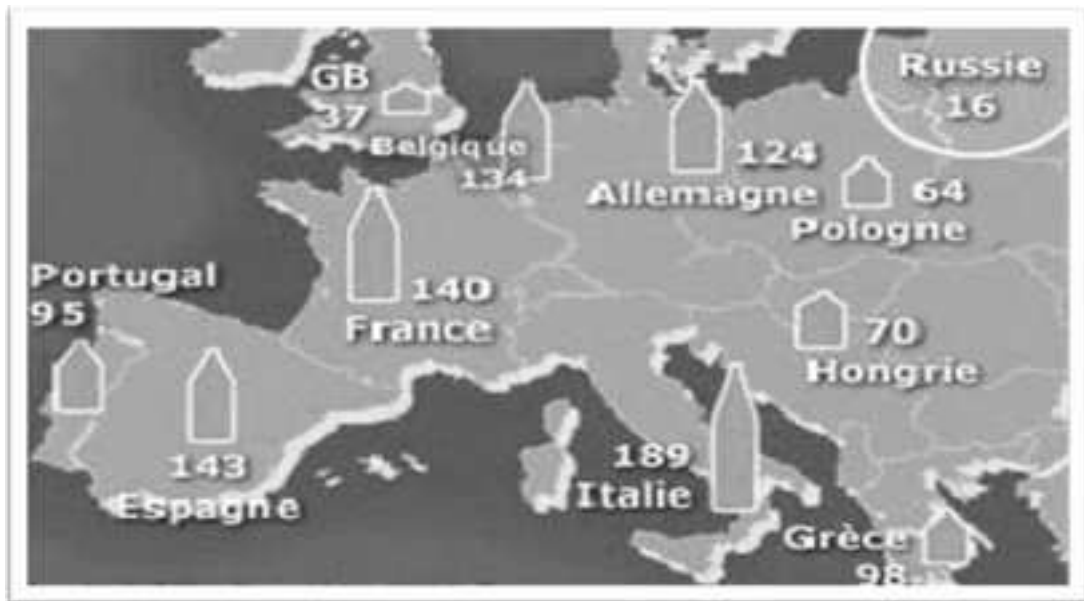 GB
37
Belgique
134
Russie
16
124
Allemagne
64
Pologne
Portugal
95
140
France
70
Hongrie
143
Espagne
189
Italie
Grèce
98